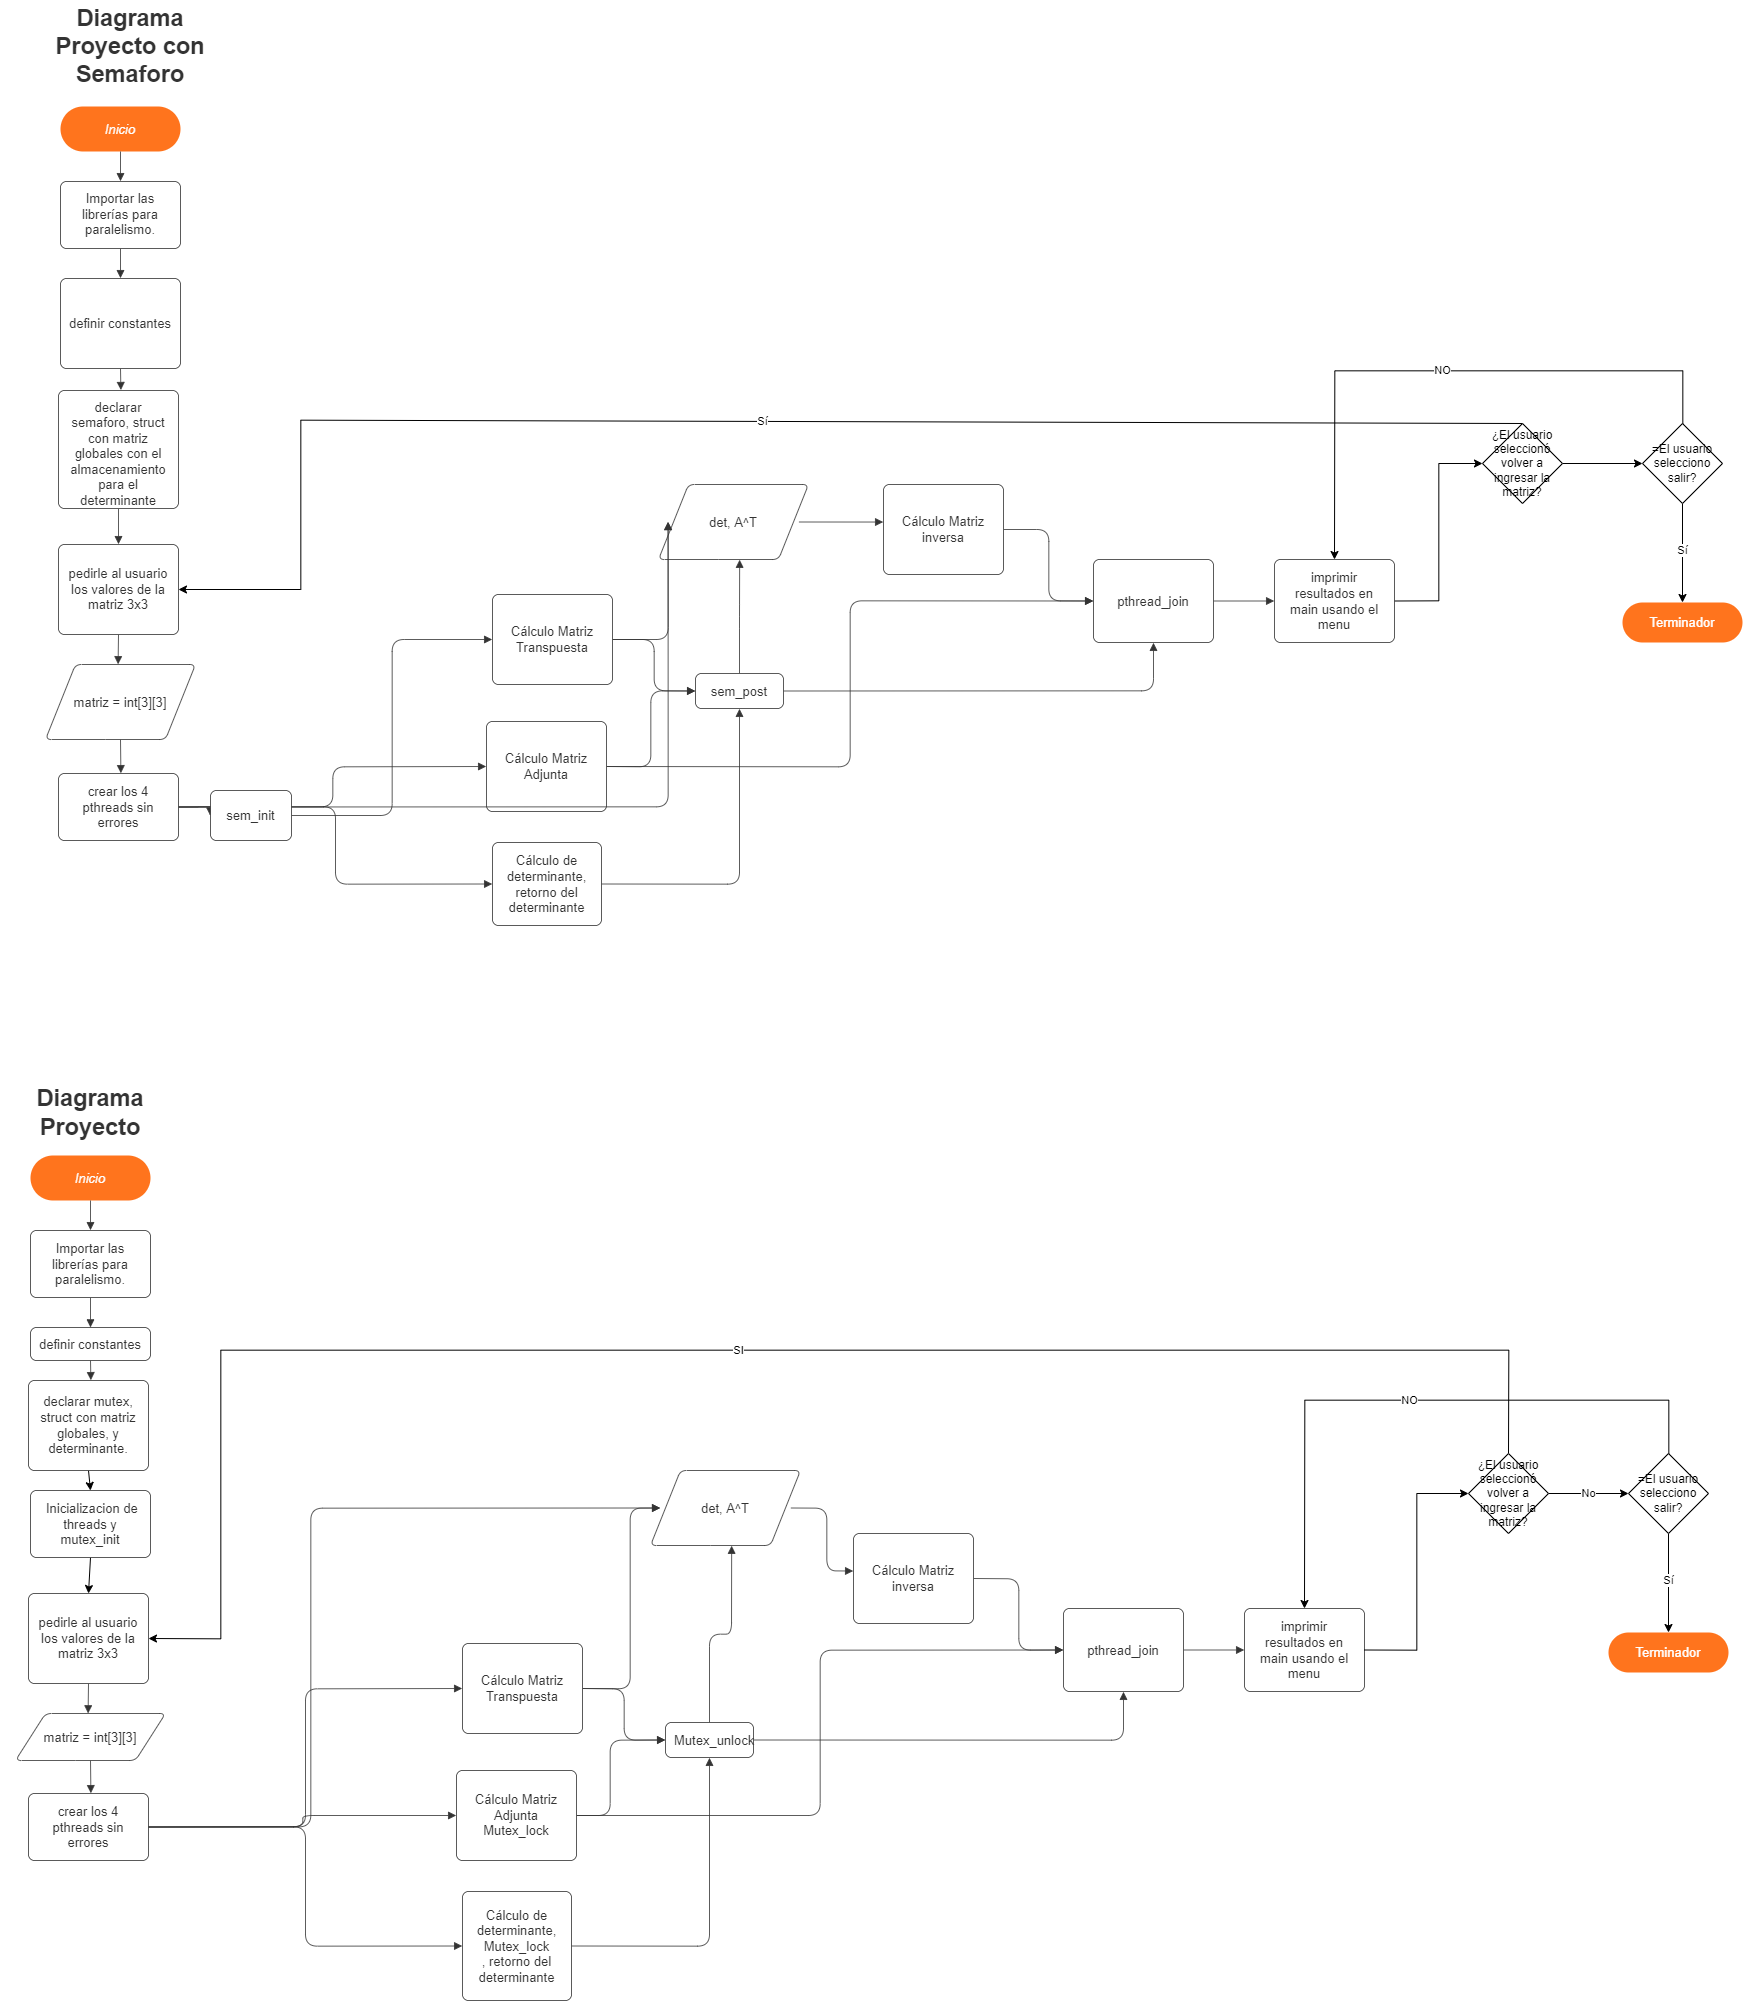 Diagrama
Proyecto con
Semaforo
Inicio
Importar las
librerías para
paralelismo.
definir constantes
declarar
semaforo, struct
con matriz
globales con el
almacenamiento
para el
determinante
pedirle al usuario
los valores de la
matriz 3x3
matriz = int[3][3]
crear los 4
pthreads sin
errores
sem_init
Cálculo Matriz
Transpuesta
Cálculo Matriz
Adjunta
Cálculo de
determinante,
retorno del
determinante
sem_post
det, A^T
Cálculo Matriz
inversa
pthread_join
imprimir
resultados en
main usando el
menu
¿El usuario
seleccionó
volver a
ingresar la
matriz?
Sí
=El usuario
selecciono
salir?
NO
Sí
Terminador
Diagrama
Proyecto
Inicio
Importar las
librerías para
paralelismo.
definir constantes
declarar mutex,
struct con matriz
globales, y
determinante.
Inicializacion de
threads y
mutex_init
pedirle al usuario
los valores de la
matriz 3x3
matriz = int[3][3]
crear los 4
pthreads sin
errores
Cálculo Matriz
Transpuesta
Cálculo Matriz
Adjunta
Mutex_lock
Cálculo de
determinante,
Mutex_lock
, retorno del
determinante
Mutex_unlock
det, A^T
Cálculo Matriz
inversa
pthread_join
imprimir
resultados en
main usando el
menu
¿El usuario
seleccionó
volver a
ingresar la
matriz?
SI
No
=El usuario
selecciono
salir?
NO
Sí
Terminador